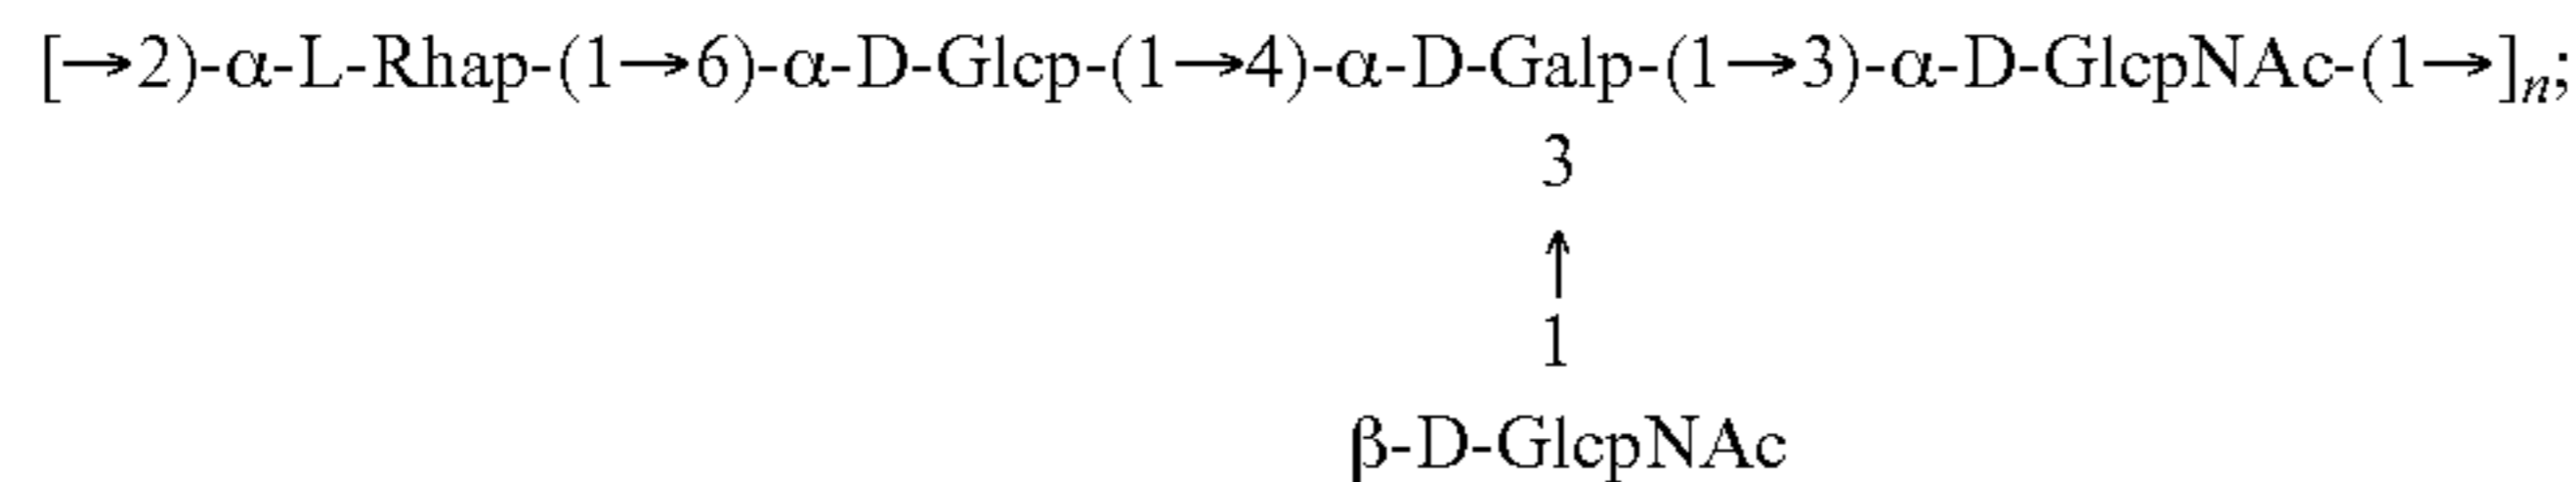 [→2)-α-L-Rhap-(1→6)-α-D-Glcp-(1→4)-α-D-Galp-(1→3)-α-D-GlcpNAc-(1→]n;
3
↑
1
β-D-GlcpNAc